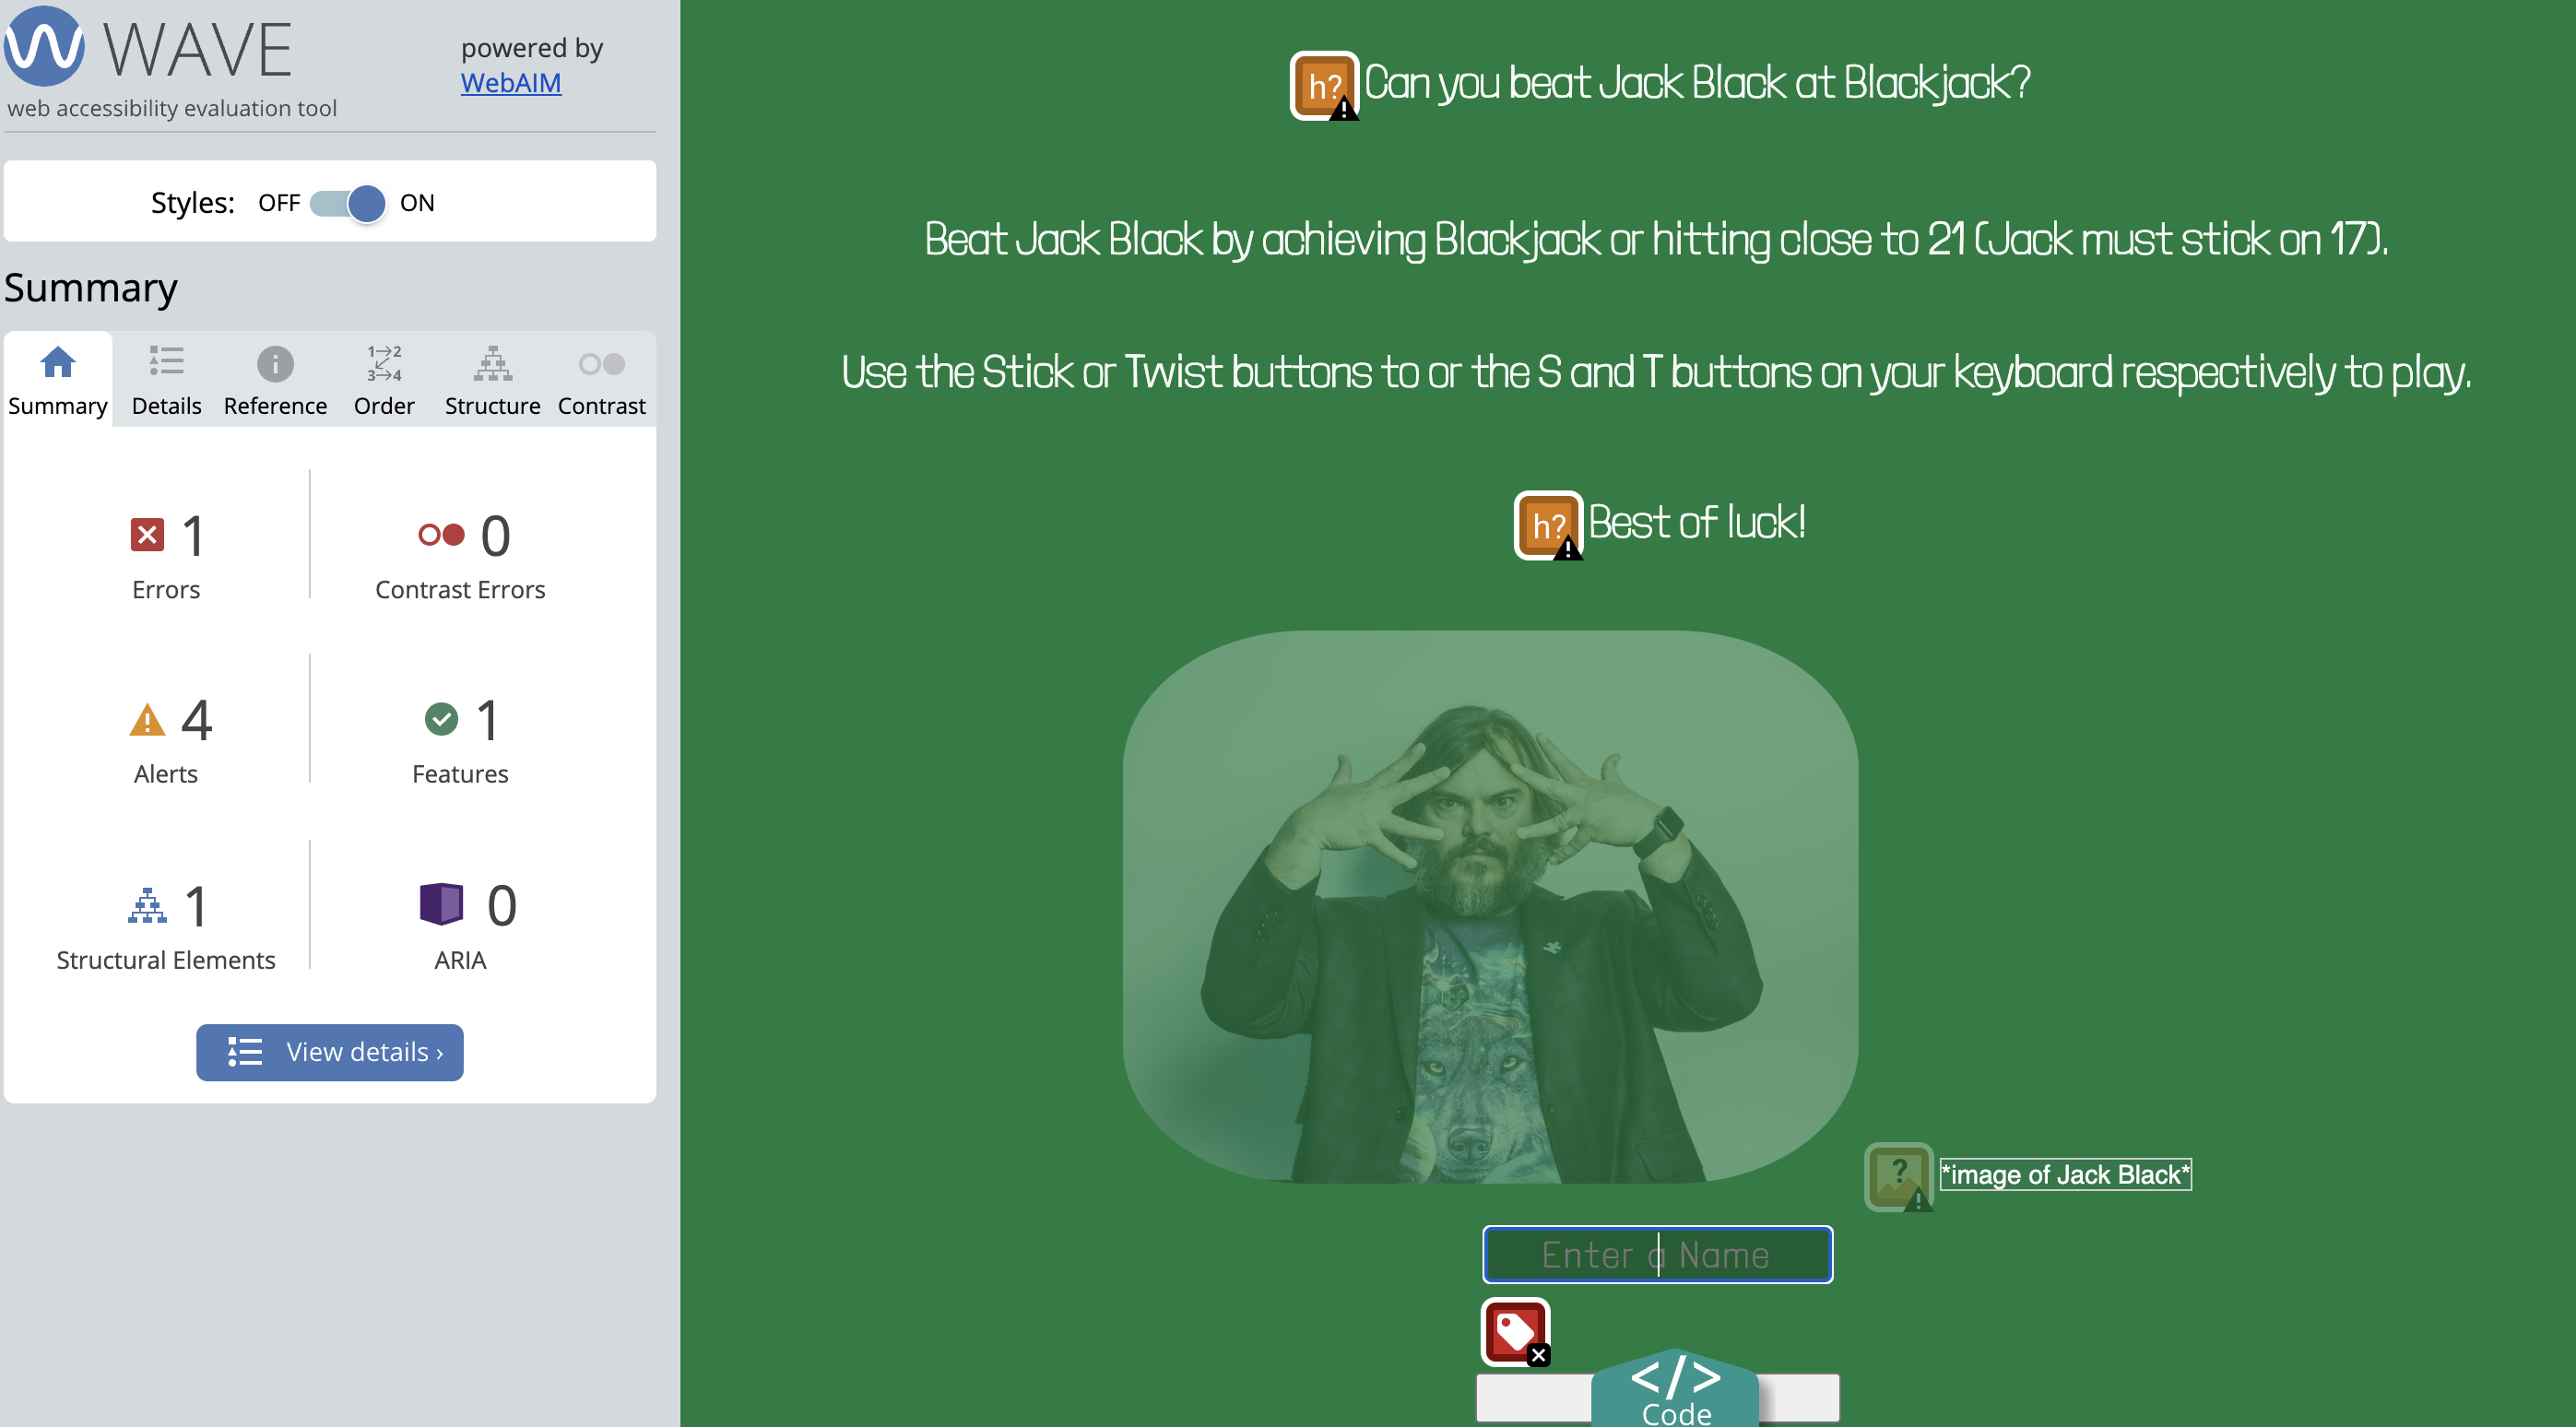 WAVE
powered by
WebAIM
web accessibility evaluation tool
Styles: OFF ON
Summary
Summary Details Reference Order Structure Contrast
1 Errors
0 Contrast Errors
4 Alerts
1 Features
1 Structural Elements
0 ARIA
View details ›
h? Can you beat Jack Black at Blackjack?
Beat Jack Black by achieving Blackjack or hitting close to 21 (Jack must stick on 17).
Use the Stick or Twist buttons to or the S and T buttons on your keyboard respectively to play.
h? Best of luck!
*image of Jack Black*
Enter a Name
</>
Code